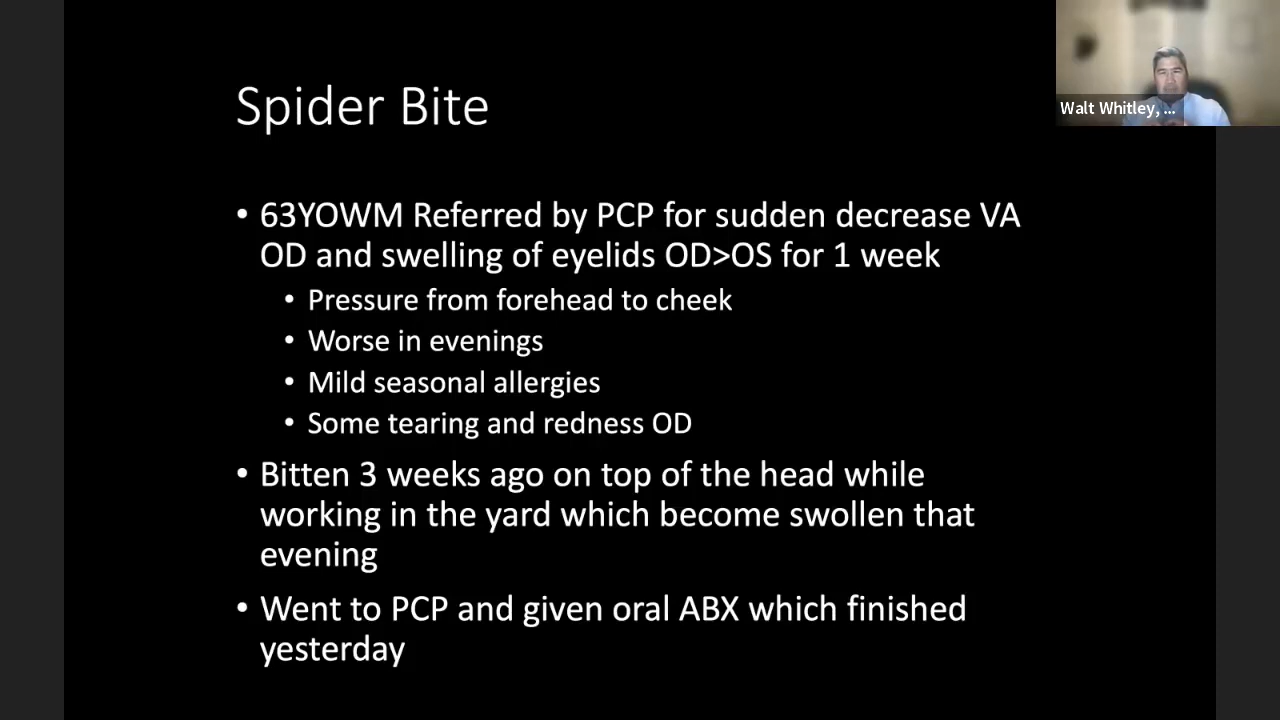 Spider Bite
Walt Whitley, ...
• 63YOWM Referred by PCP for sudden decrease VA
OD and swelling of eyelids OD>OS for 1 week
• Pressure from forehead to cheek
• Worse in evenings
• Mild seasonal allergies
• Some tearing and redness OD
• Bitten 3 weeks ago on top of the head while
working in the yard which become swollen that
evening
• Went to PCP and given oral ABX which finished
yesterday